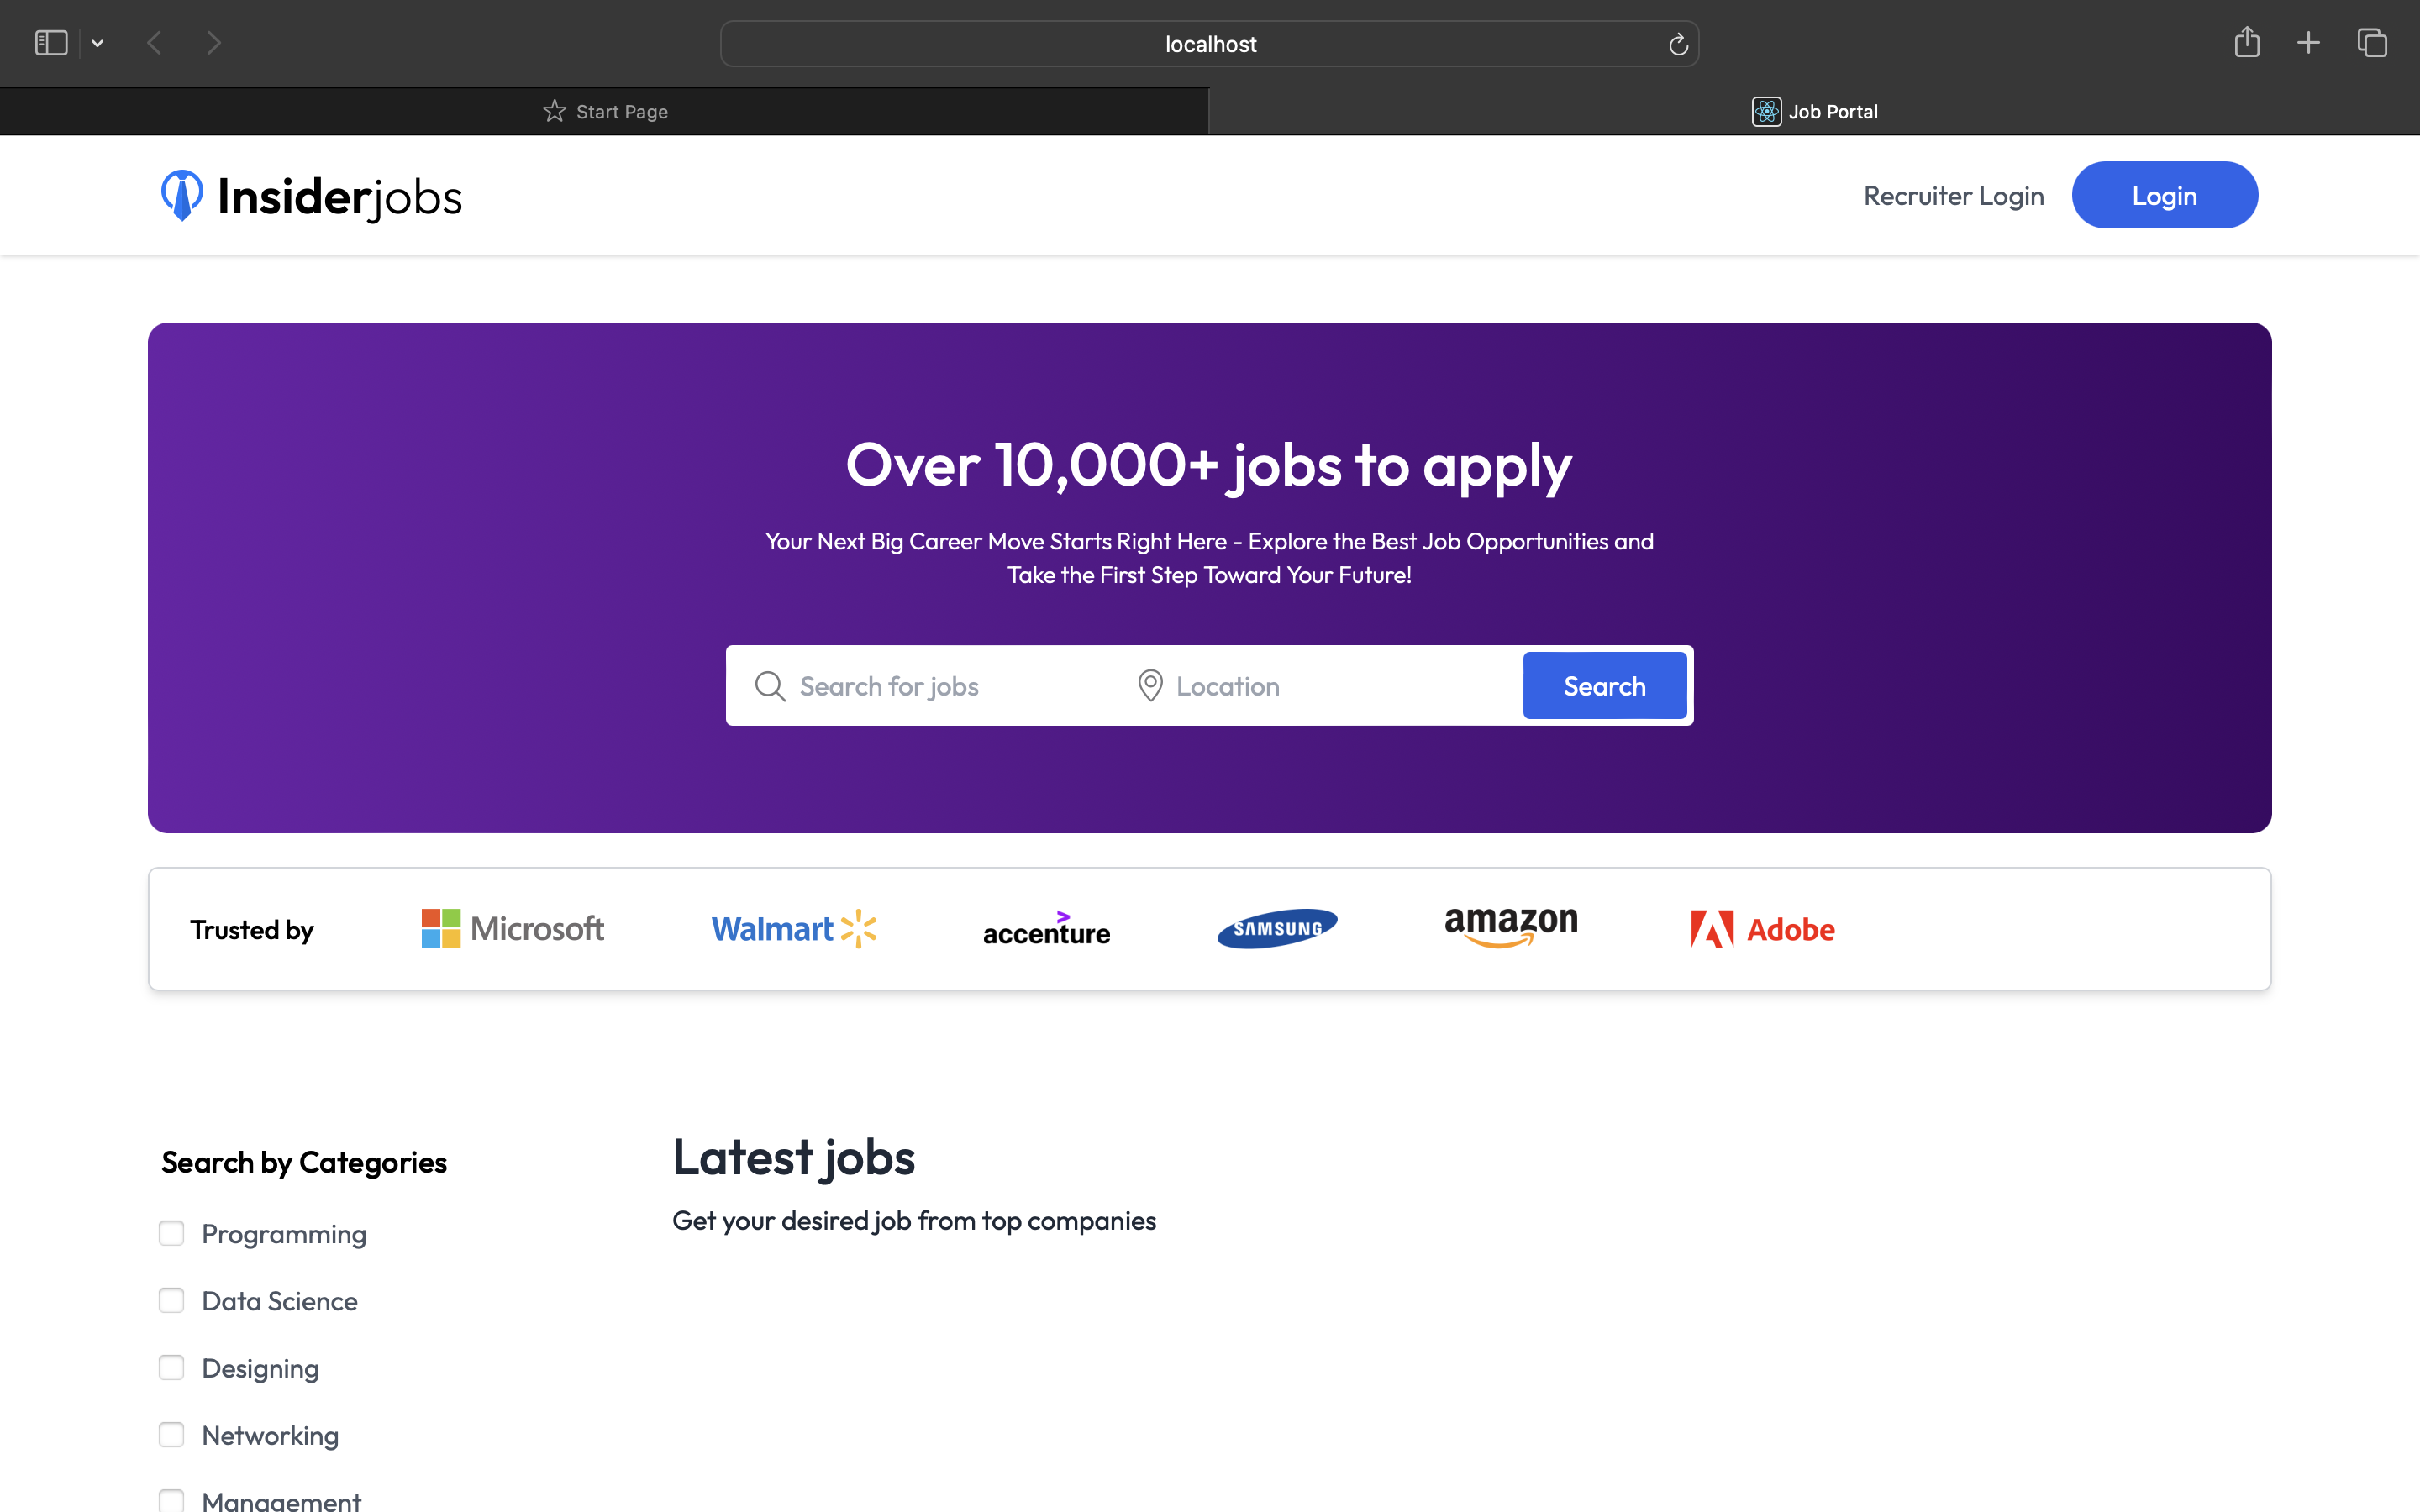 localhost
Start Page
Job Portal
Insiderjobs
Recruiter Login
Login
Over 10,000+ jobs to apply
Your Next Big Career Move Starts Right Here - Explore the Best Job Opportunities and
Take the First Step Toward Your Future!
Search for jobs
Location
Search
Trusted by
Microsoft
Walmart
accenture
SAMSUNG
amazon
Adobe
Search by Categories
Programming
Data Science
Designing
Networking
Management
Latest jobs
Get your desired job from top companies